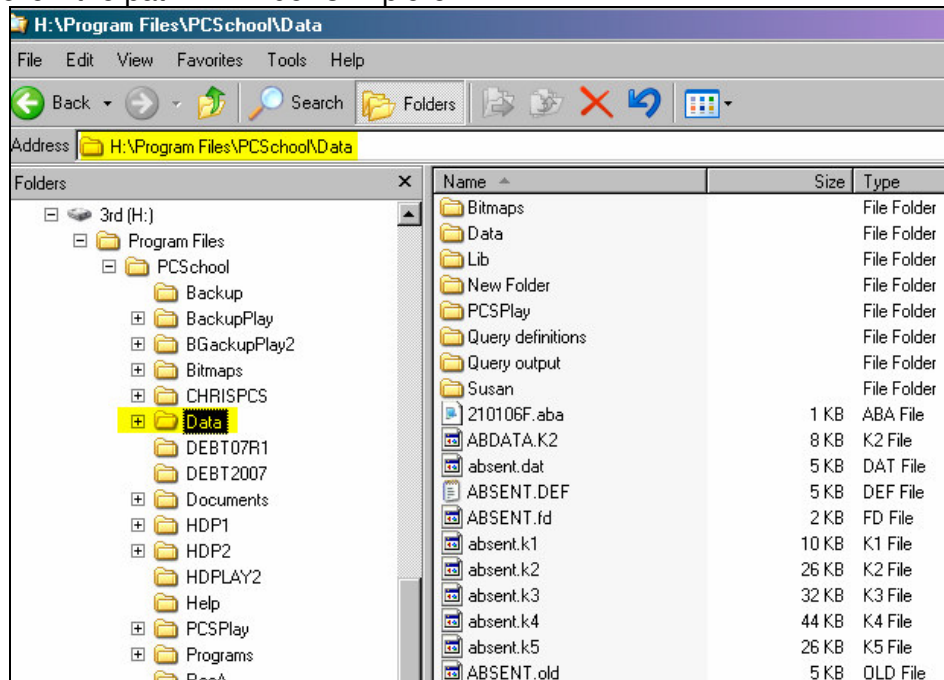 H:\Program Files\PCSchool\Data
File Edit View Favorites Tools Help
Back Search Folders
Address H:\Program Files\PCSchool\Data
Folders × Name Size Type
3rd (H:)
Program Files
PCSchool
Backup
BackupPlay
BGackupPlay2
Bitmaps
CHRISPCS
Data
DEBT07R1
DEBT2007
Documents
HDP1
HDP2
HDPLAY2
Help
PCSPlay
Programs
Bitmaps File Folder
Data File Folder
Lib File Folder
New Folder File Folder
PCSPlay File Folder
Query definitions File Folder
Query output File Folder
Susan File Folder
210106F.aba 1 KB ABA File
ABDATA.K2 8 KB K2 File
absent.dat 5 KB DAT File
ABSENT.DEF 5 KB DEF File
ABSENT.fd 2 KB FD File
absent.k1 10 KB K1 File
absent.k2 26 KB K2 File
absent.k3 32 KB K3 File
absent.k4 44 KB K4 File
absent.k5 26 KB K5 File
ABSENT.old 5 KB OLD File